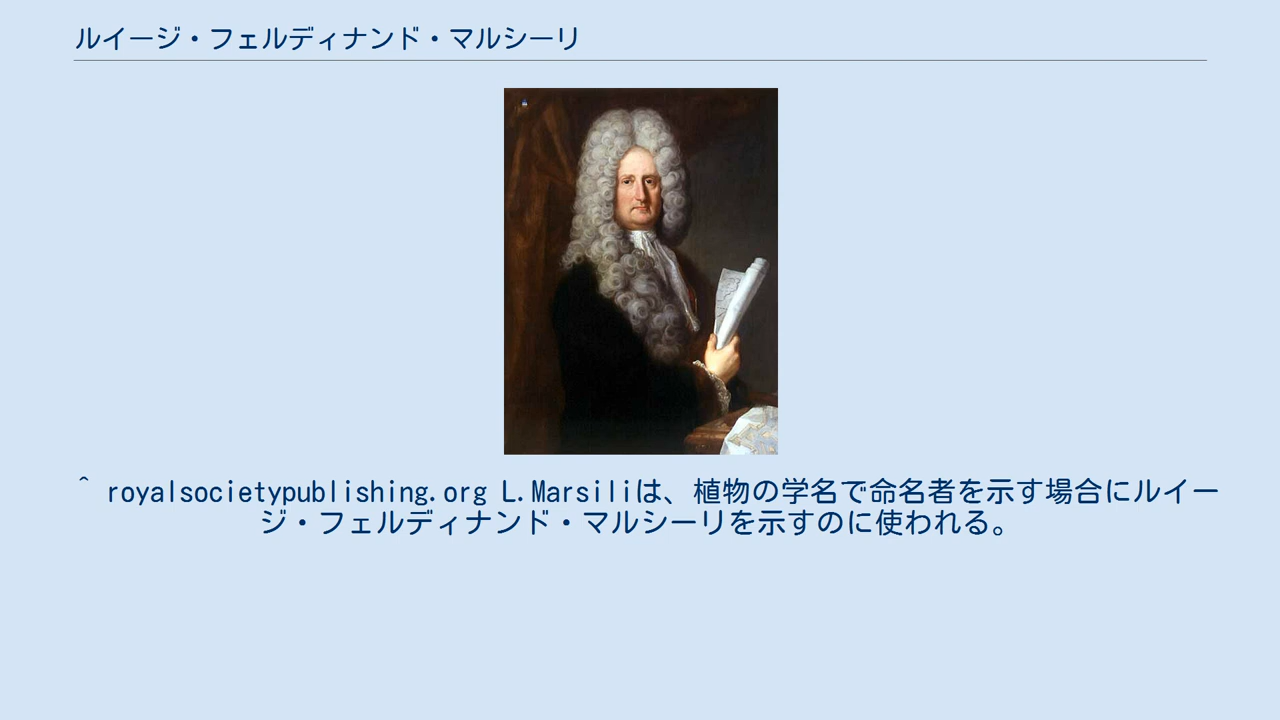 ルイージ・フェルディナンド・マルシーリ
^ royalsocietypublishing.org L.Marsiliは、植物の学名で命名者を示す場合にルイー
ジ・フェルディナンド・マルシーリを示すのに使われる。